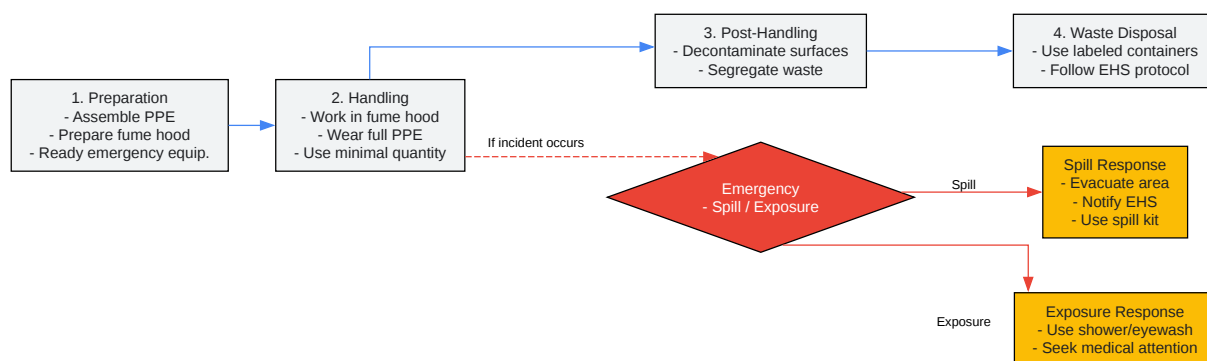 1. Preparation
- Assemble PPE
- Prepare fume hood
- Ready emergency equip.
2. Handling
- Work in fume hood
- Wear full PPE
- Use minimal quantity
3. Post-Handling
- Decontaminate surfaces
- Segregate waste
4. Waste Disposal
- Use labeled containers
- Follow EHS protocol
If incident occurs
Emergency
- Spill / Exposure
Spill
Spill Response
- Evacuate area
- Notify EHS
- Use spill kit
Exposure
Exposure Response
- Use shower/eyewash
- Seek medical attention